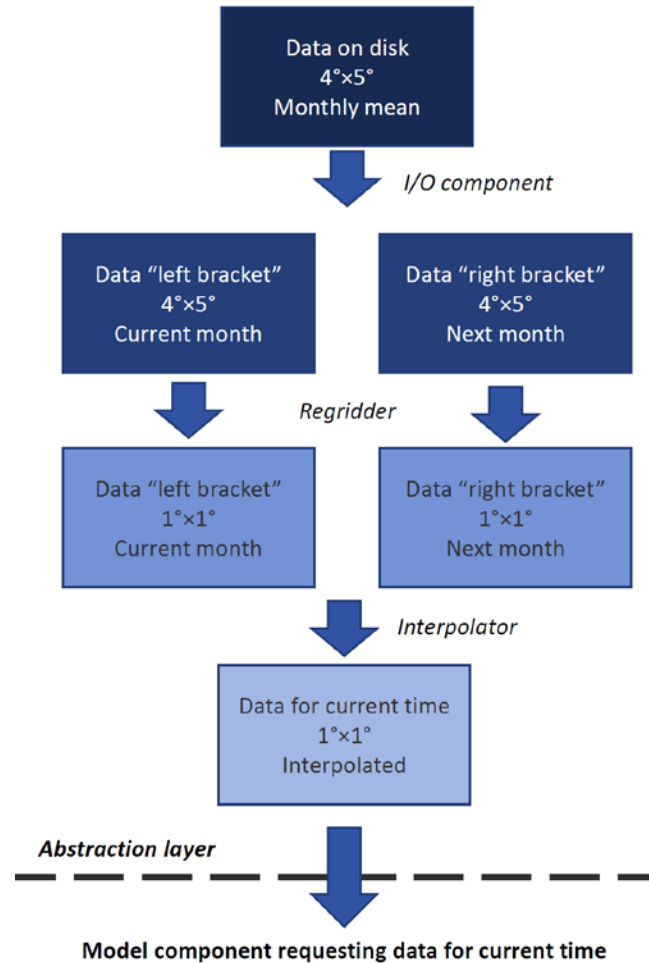 Data on disk
4°×5°
Monthly mean
I/O component
Data “left bracket”
4°×5°
Current month
Data “right bracket”
4°×5°
Next month
Regridder
Data “left bracket”
1°×1°
Current month
Data “right bracket”
1°×1°
Next month
Interpolator
Data for current time
1°×1°
Interpolated
Abstraction layer
Model component requesting data for current time